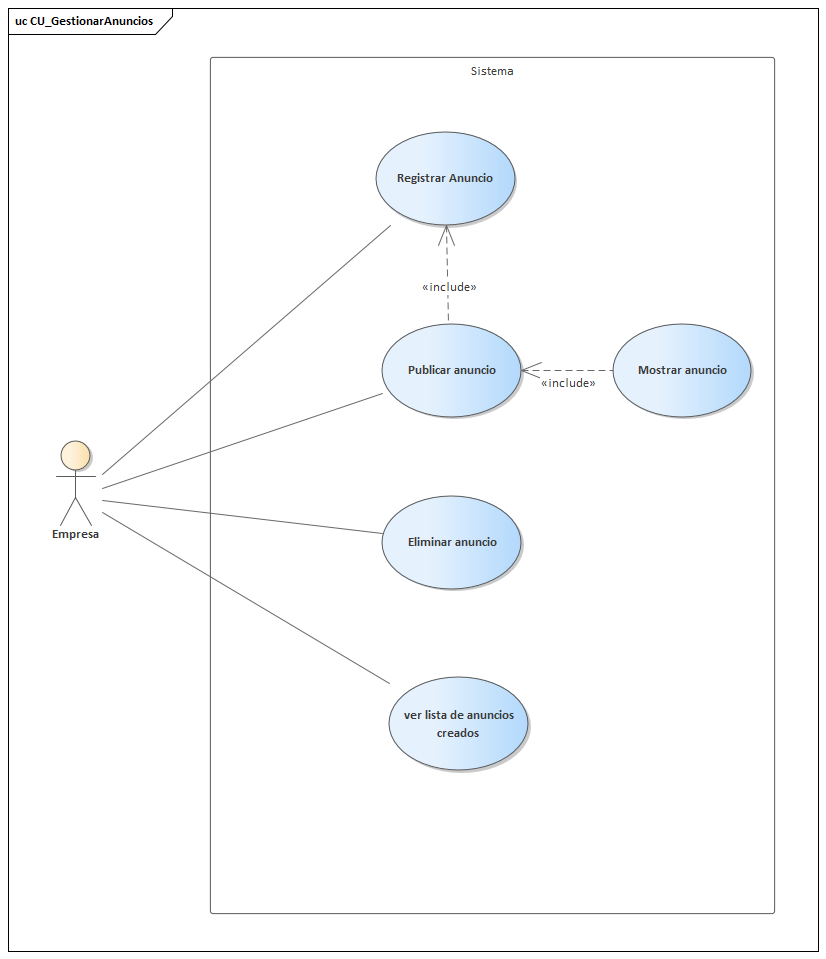 uc CU_GestionarAnuncios
Sistema
Registrar Anuncio
«include»
Publicar anuncio
Mostrar anuncio
«include»
Empresa
Eliminar anuncio
ver lista de anuncios
creados